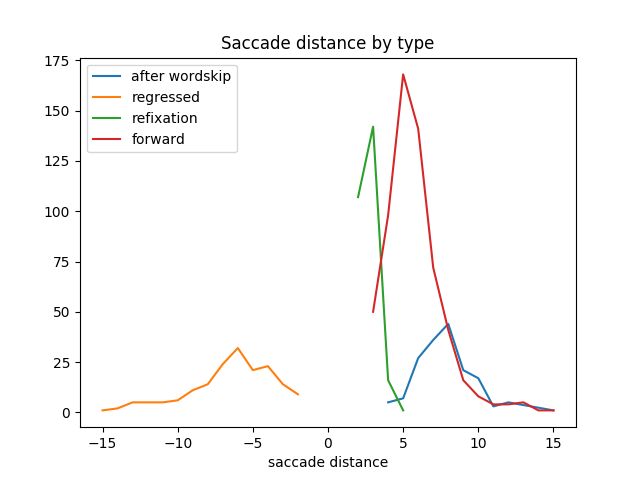 Saccade distance by type
175
150
125
100
75
50
25
0
after wordskip
regressed
refixation
forward
−15
−10
−5
0
5
10
15
saccade distance